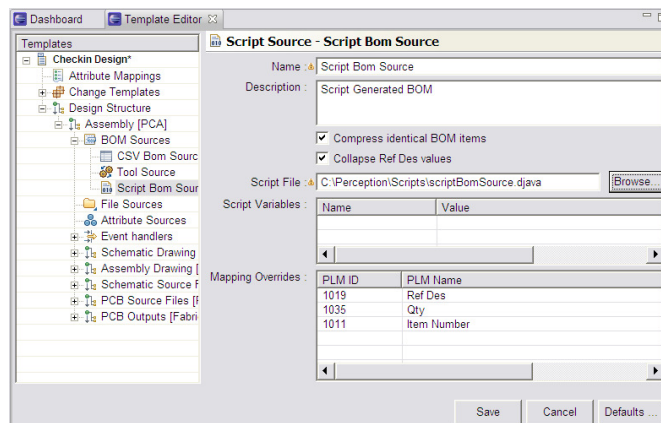 Dashboard
Template Editor
Templates
Checkin Design*
Attribute Mappings
Change Templates
Design Structure
Assembly [PCA]
BOM Sources
CSV Bom Sourc
Tool Source
Script Bom Sour
File Sources
Attribute Sources
Event handlers
Schematic Drawing
Assembly Drawing [
Schematic Source F
PCB Source Files [F
PCB Outputs [Fabri
Script Source - Script Bom Source
Name : Script Bom Source
Description : Script Generated BOM
Compress identical BOM items
Collapse Ref Des values
Script File : C:\Perception\Scripts\scriptBomSource.djava Browse...
Script Variables : Name Value
Mapping Overrides : PLM ID PLM Name
1019 Ref Des
1035 Qty
1011 Item Number
Save Cancel Defaults ...